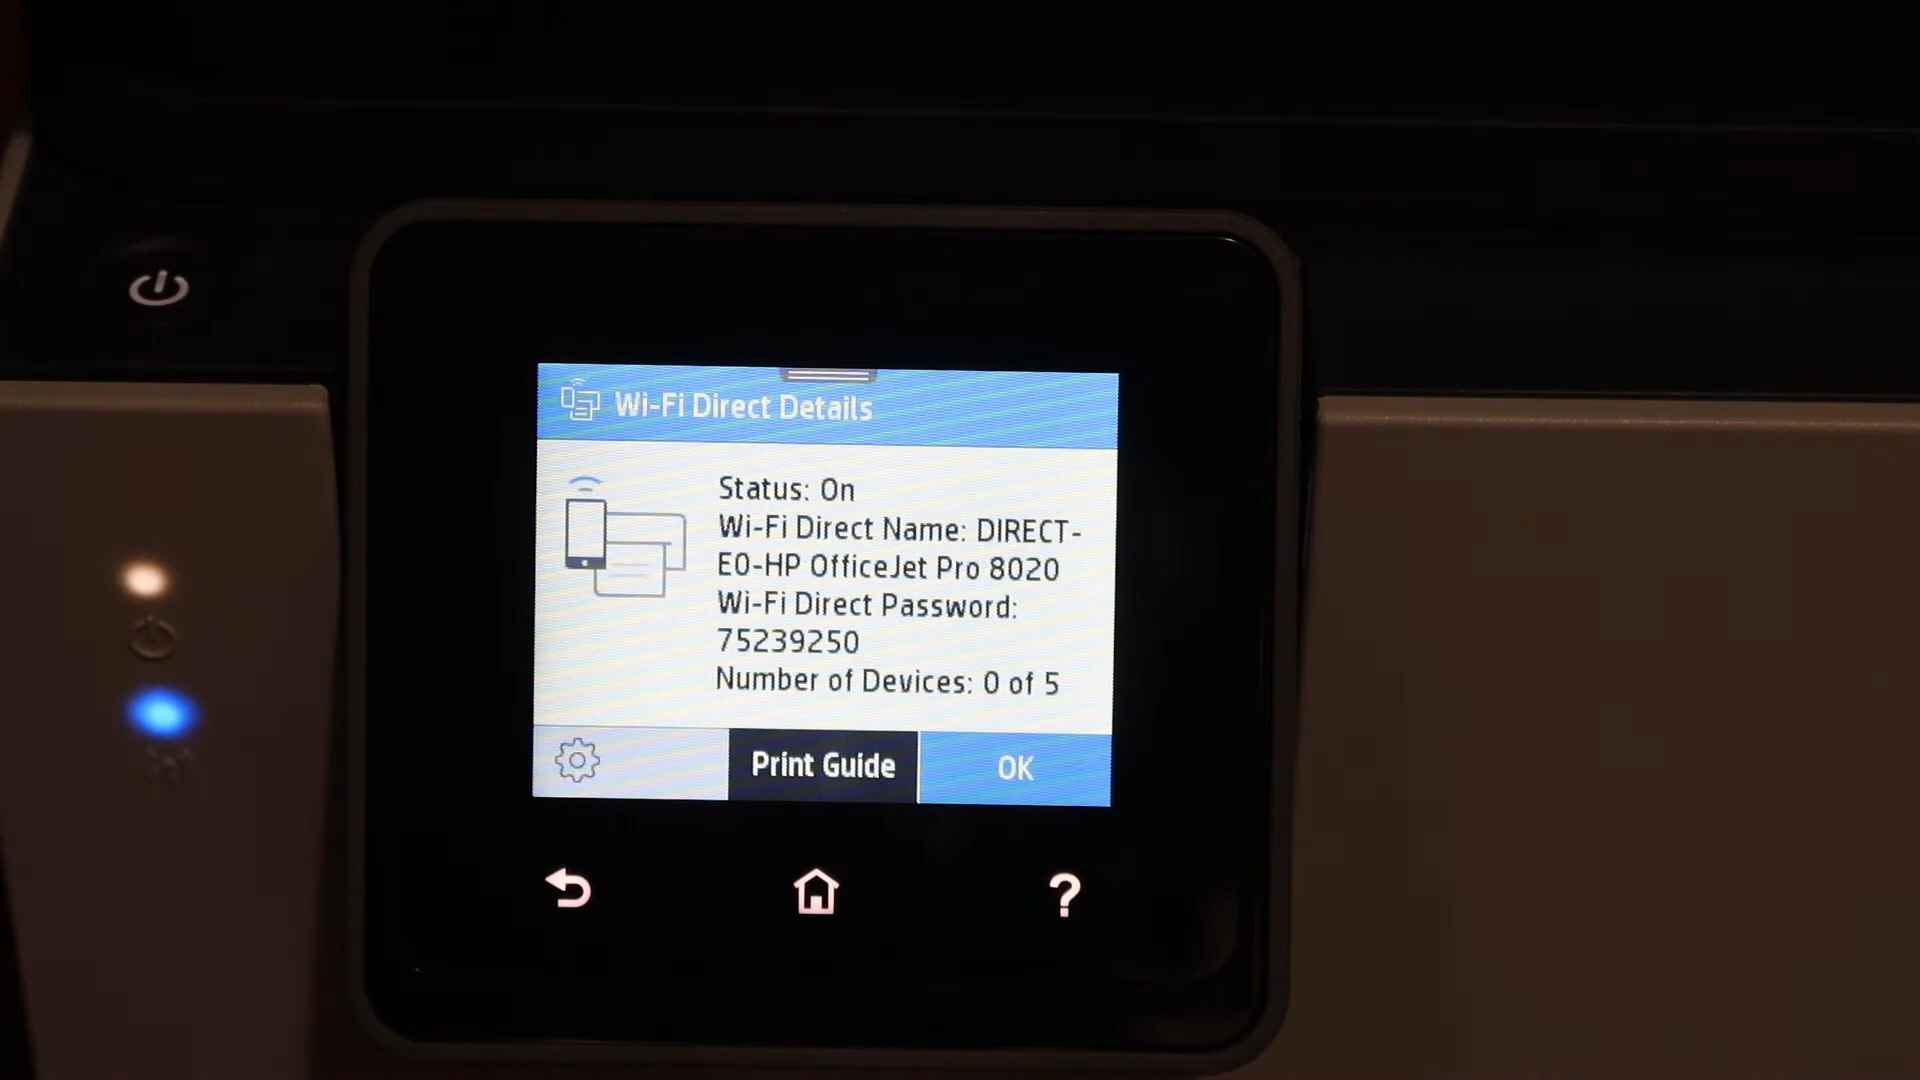 Wi-Fi Direct Details
Status: On
Wi-Fi Direct Name: DIRECT-
E0-HP OfficeJet Pro 8020
Wi-Fi Direct Password:
75239250
Number of Devices: 0 of 5
Print Guide
OK
?